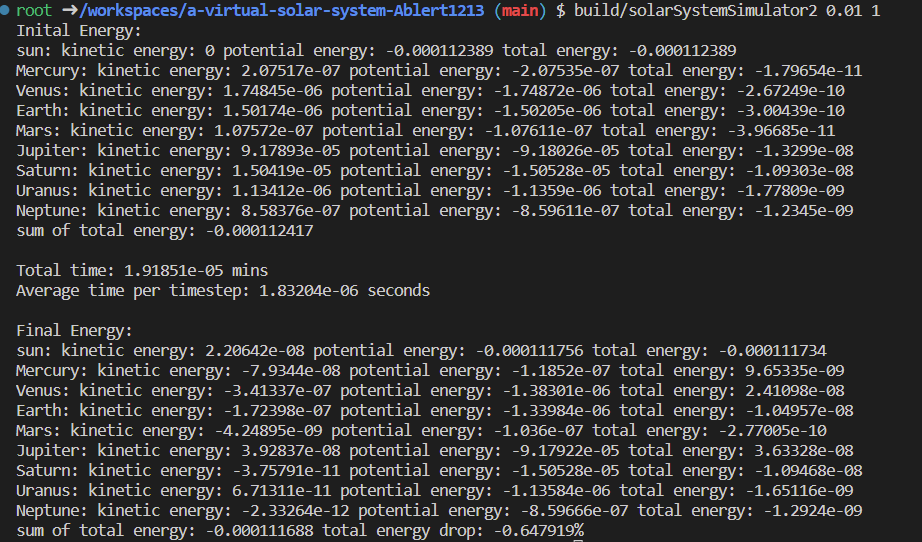 root ➜ /workspaces/a-virtual-solar-system-Ablert1213 (main) $ build/solarSystemSimulator2 0.01 1
Inital Energy:
sun: kinetic energy: 0 potential energy: -0.000112389 total energy: -0.000112389
Mercury: kinetic energy: 2.07517e-07 potential energy: -2.07535e-07 total energy: -1.79654e-11
Venus: kinetic energy: 1.74845e-06 potential energy: -1.74872e-06 total energy: -2.67249e-10
Earth: kinetic energy: 1.50174e-06 potential energy: -1.50205e-06 total energy: -3.00439e-10
Mars: kinetic energy: 1.07572e-07 potential energy: -1.07611e-07 total energy: -3.96685e-11
Jupiter: kinetic energy: 9.17893e-05 potential energy: -9.18026e-05 total energy: -1.3299e-08
Saturn: kinetic energy: 1.50419e-05 potential energy: -1.50528e-05 total energy: -1.09303e-08
Uranus: kinetic energy: 1.13412e-06 potential energy: -1.1359e-06 total energy: -1.77809e-09
Neptune: kinetic energy: 8.58376e-07 potential energy: -8.59611e-07 total energy: -1.2345e-09
sum of total energy: -0.000112417
Total time: 1.91851e-05 mins
Average time per timestep: 1.83204e-06 seconds
Final Energy:
sun: kinetic energy: 2.20642e-08 potential energy: -0.000111756 total energy: -0.000111734
Mercury: kinetic energy: -7.9344e-08 potential energy: -1.1852e-07 total energy: 9.65335e-09
Venus: kinetic energy: -3.41337e-07 potential energy: -1.38301e-06 total energy: 2.41098e-08
Earth: kinetic energy: -1.72398e-07 potential energy: -1.33984e-06 total energy: -1.04957e-08
Mars: kinetic energy: -4.24895e-09 potential energy: -1.036e-07 total energy: -2.77005e-10
Jupiter: kinetic energy: 3.92837e-08 potential energy: -9.17922e-05 total energy: 3.63328e-08
Saturn: kinetic energy: -3.75791e-11 potential energy: -1.50528e-05 total energy: -1.09468e-08
Uranus: kinetic energy: 6.71311e-11 potential energy: -1.13584e-06 total energy: -1.65116e-09
Neptune: kinetic energy: -2.33264e-12 potential energy: -8.59666e-07 total energy: -1.2924e-09
sum of total energy: -0.000111688 total energy drop: -0.647919%